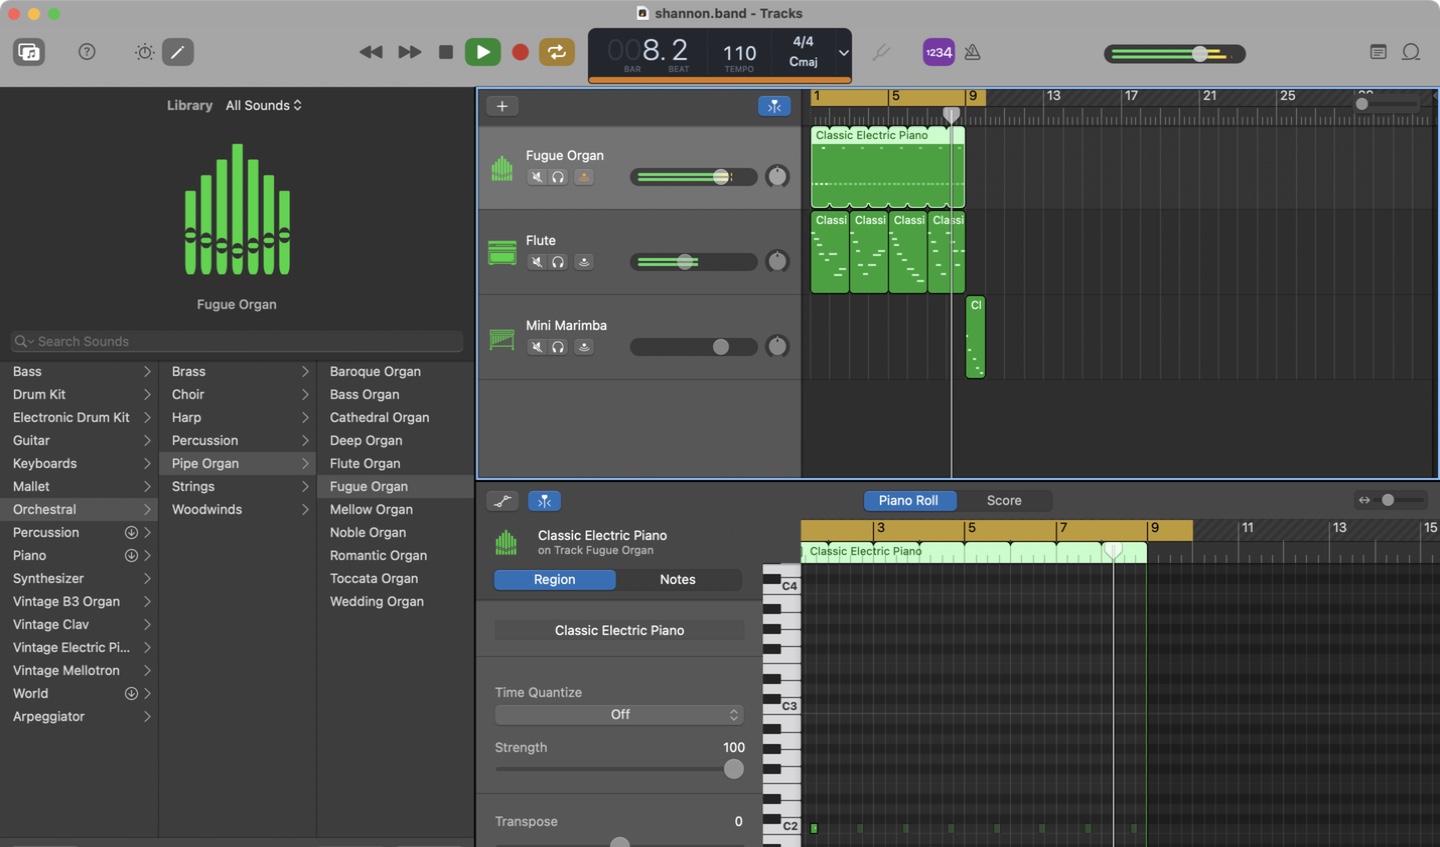 shannon.band - Tracks
008.2
BAR
BEAT
110
TEMPO
4/4
Cmaj
1234
Library
All Sounds
Fugue Organ
Search Sounds
Bass
Drum Kit
Electronic Drum Kit
Guitar
Keyboards
Mallet
Orchestral
Percussion
Piano
Synthesizer
Vintage B3 Organ
Vintage Clav
Vintage Electric Pi...
Vintage Mellotron
World
Arpeggiator
Brass
Choir
Harp
Percussion
Pipe Organ
Strings
Woodwinds
Baroque Organ
Bass Organ
Cathedral Organ
Deep Organ
Flute Organ
Fugue Organ
Mellow Organ
Noble Organ
Romantic Organ
Toccata Organ
Wedding Organ
1 5 9 13 17 21 25
Fugue Organ
Classic Electric Piano
Flute
Classi Classi Classi Classi
Mini Marimba
Cl
Piano Roll
Score
Classic Electric Piano
on Track Fugue Organ
Region
Notes
Classic Electric Piano
Time Quantize
Off
Strength
100
Transpose
0
3 5 7 9 11 13 15
Classic Electric Piano
C4
C3
C2